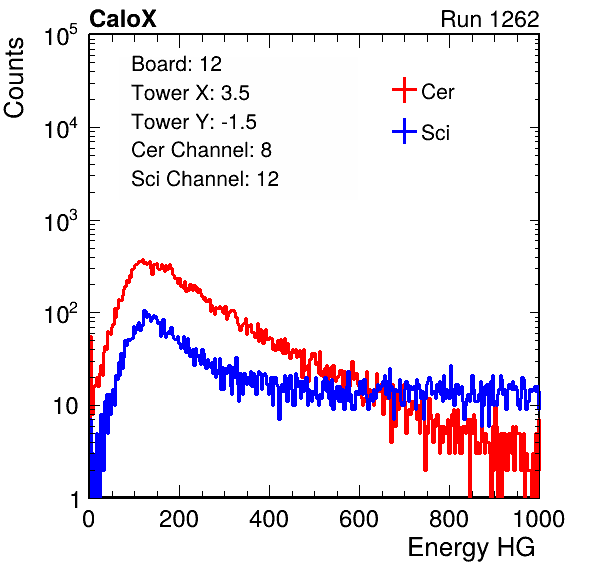 CaloX Run 1262
Counts
Board: 12
Tower X: 3.5
Tower Y: -1.5
Cer Channel: 8
Sci Channel: 12
Cer
Sci
10^5
10^4
10^3
10^2
10
1
0 200 400 600 800 1000
Energy HG